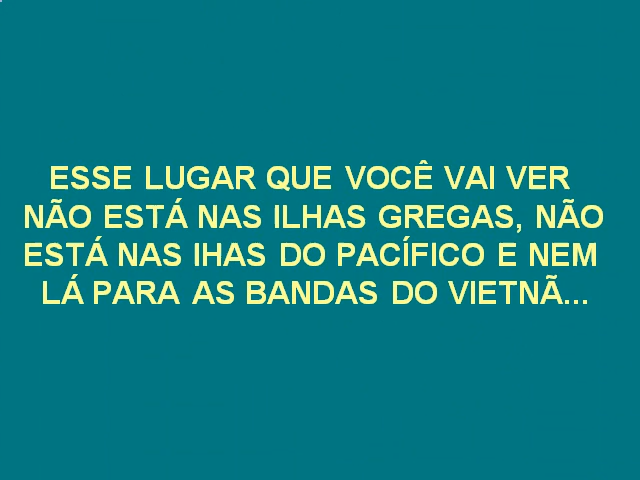 ESSE LUGAR QUE VOCÊ VAI VER
NÃO ESTÁ NAS ILHAS GREGAS, NÃO
ESTÁ NAS IHAS DO PACÍFICO E NEM
LÁ PARA AS BANDAS DO VIETNÃ...